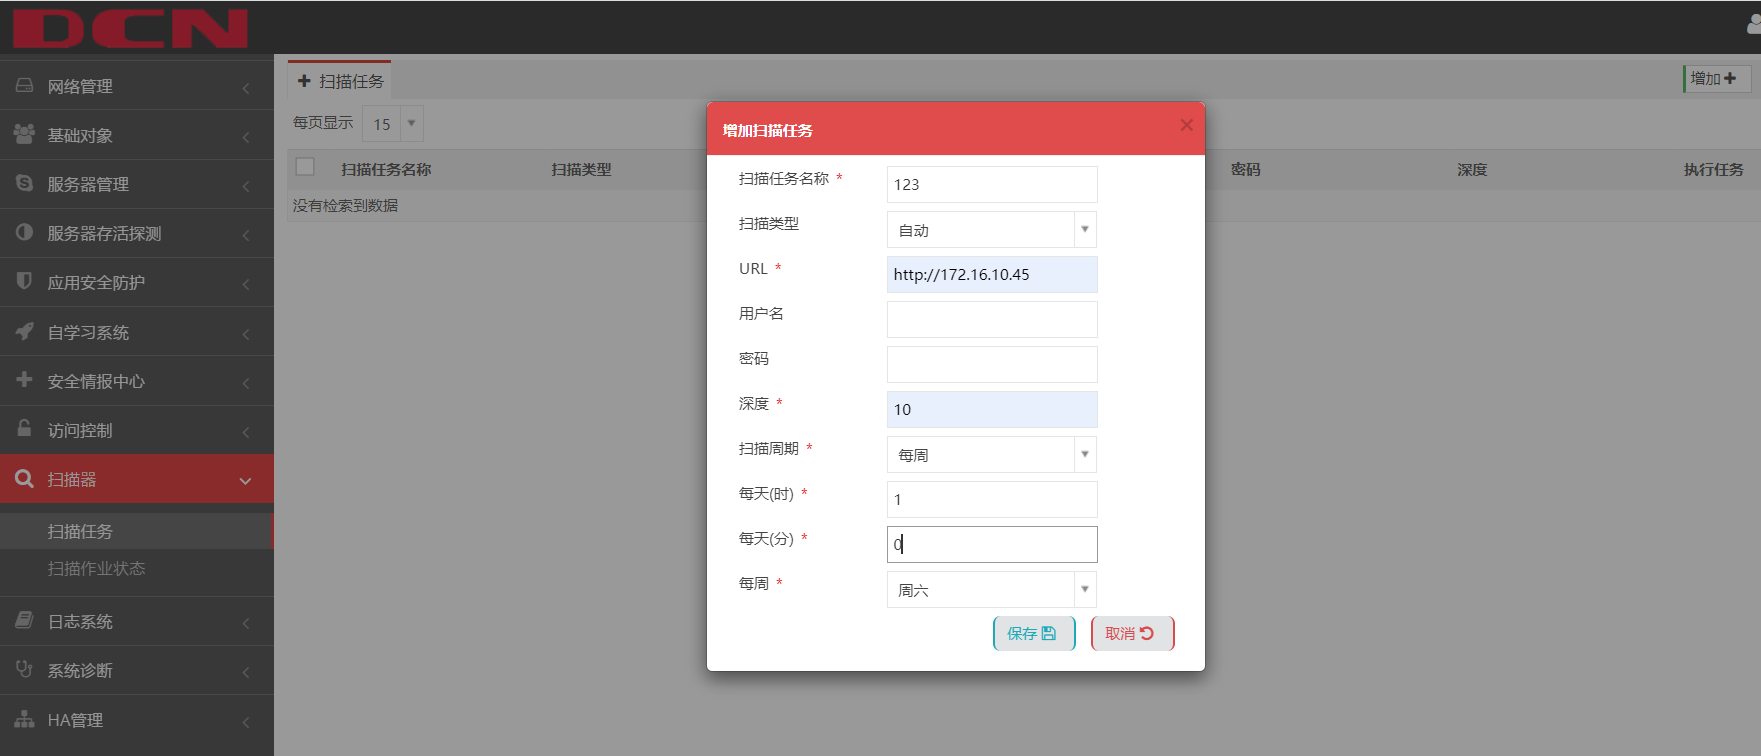 DCN
网络管理
基础对象
服务器管理
服务器存活探测
应用安全防护
自学习系统
安全情报中心
访问控制
扫描器
扫描任务
扫描作业状态
日志系统
系统诊断
HA管理
扫描任务
增加
每页显示 15
扫描任务名称 扫描类型 密码 深度 执行任务
没有检索到数据
增加扫描任务 ×
扫描任务名称 * 123
扫描类型 自动
URL * http://172.16.10.45
用户名
密码
深度 * 10
扫描周期 * 每周
每天(时) * 1
每天(分) * 0
每周 * 周六
保存 取消